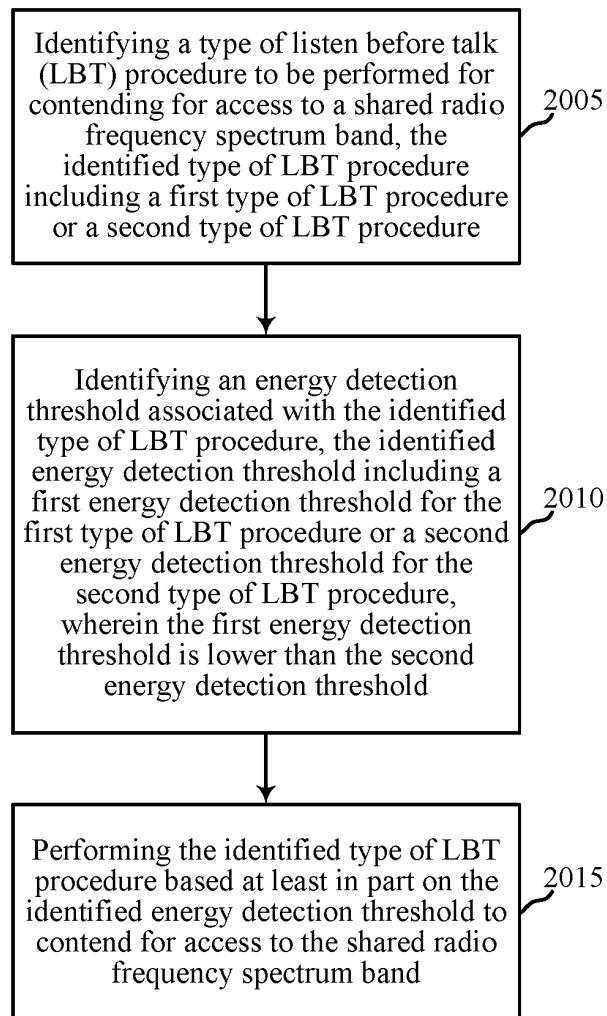 Identifying a type of listen before talk
(LBT) procedure to be performed for
contending for access to a shared radio
frequency spectrum band, the
identified type of LBT procedure
including a first type of LBT procedure
or a second type of LBT procedure
2005
Identifying an energy detection
threshold associated with the identified
type of LBT procedure, the identified
energy detection threshold including a
first energy detection threshold for the
first type of LBT procedure or a second
energy detection threshold for the
second type of LBT procedure,
wherein the first energy detection
threshold is lower than the second
energy detection threshold
2010
Performing the identified type of LBT
procedure based at least in part on the
identified energy detection threshold to
contend for access to the shared radio
frequency spectrum band
2015